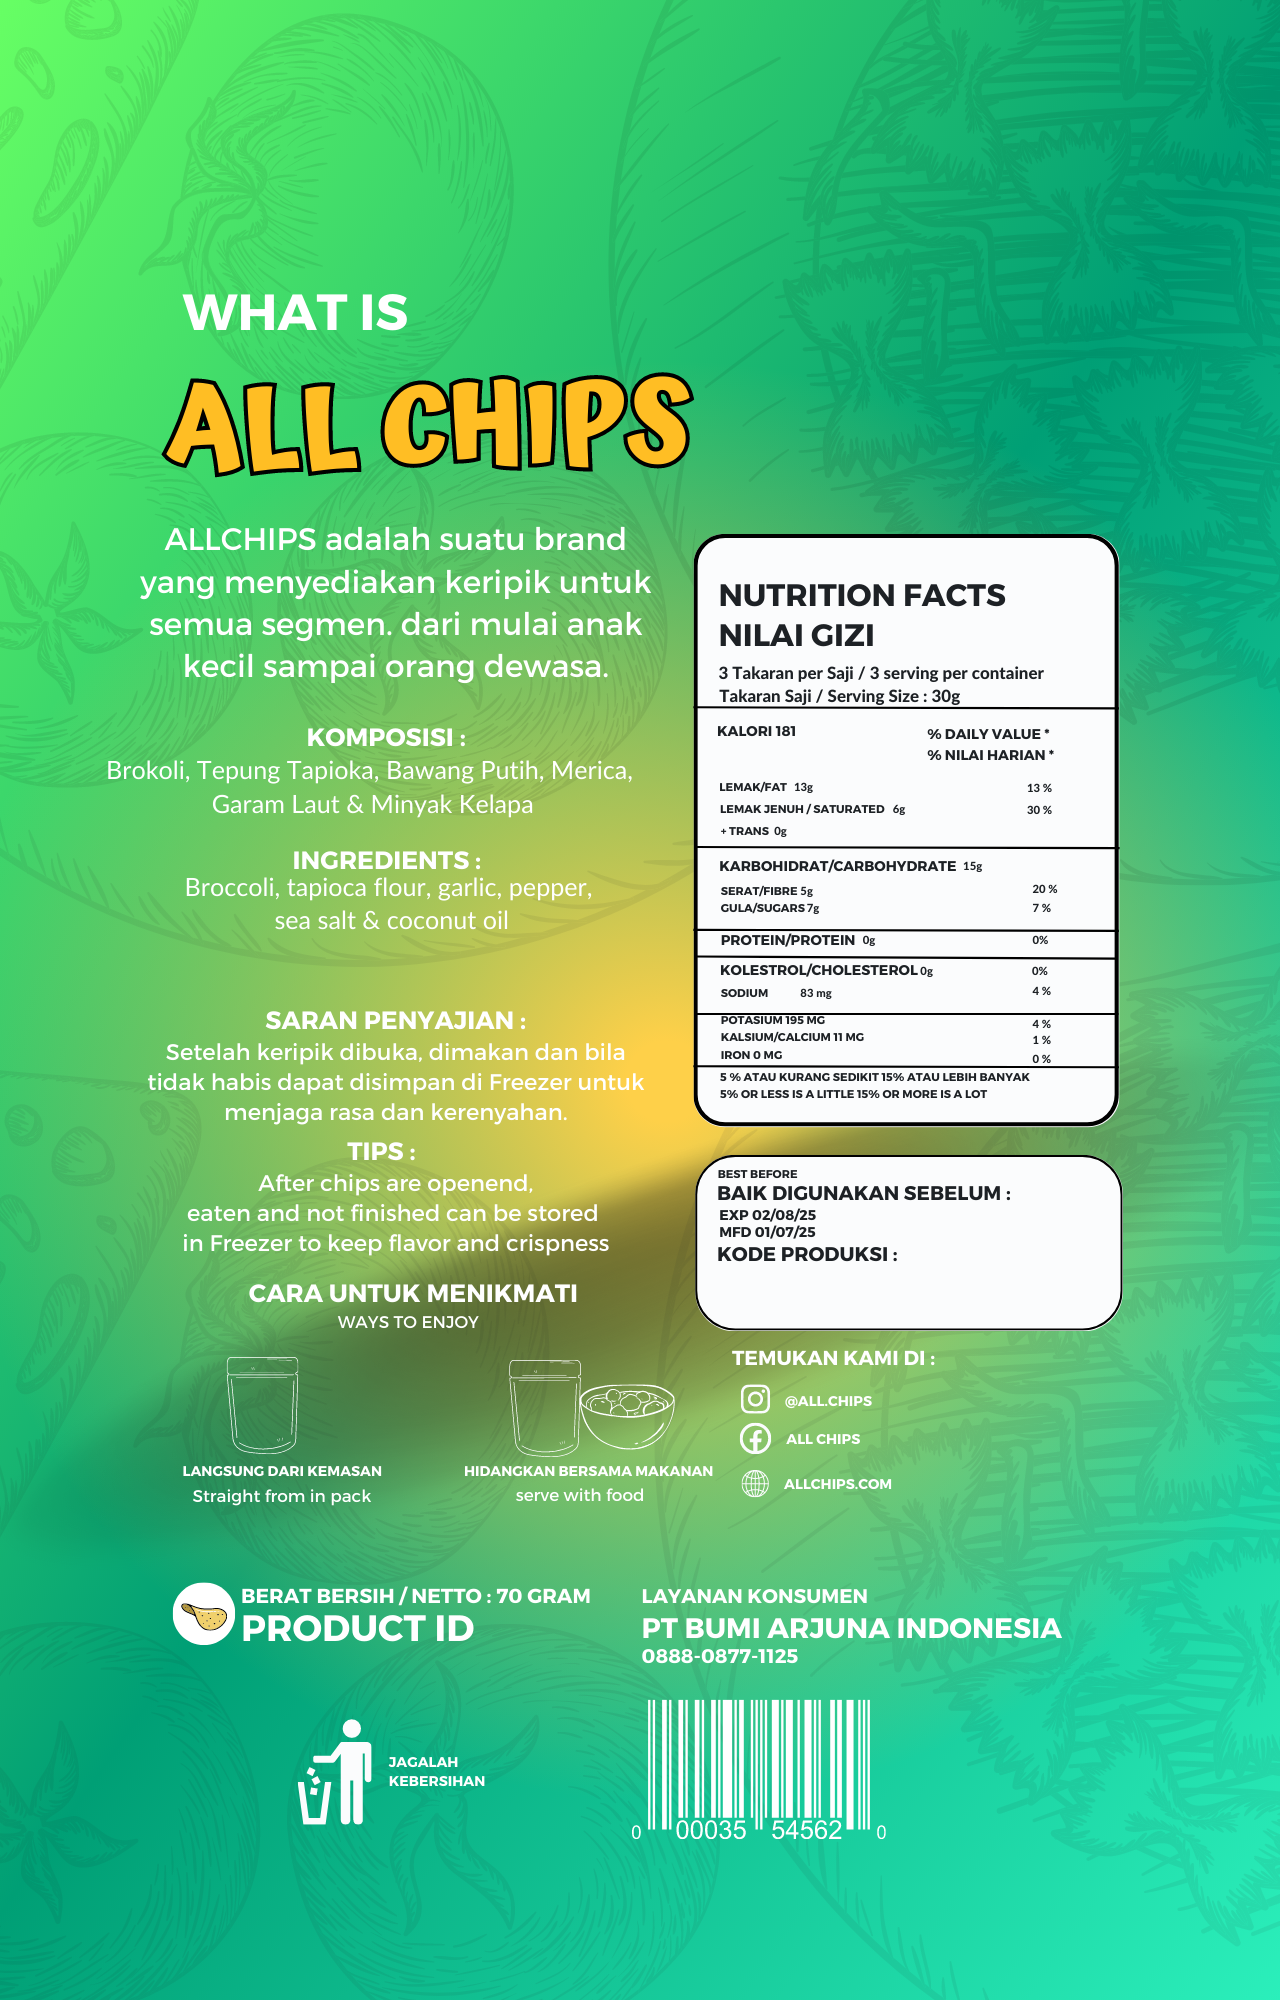 WHAT IS
ALL CHIPS
ALLCHIPS adalah suatu brand
yang menyediakan keripik untuk
semua segmen. dari mulai anak
kecil sampai orang dewasa.
KOMPOSISI :
Brokoli, Tepung Tapioka, Bawang Putih, Merica,
Garam Laut & Minyak Kelapa
INGREDIENTS :
Broccoli, tapioca flour, garlic, pepper,
sea salt & coconut oil
SARAN PENYAJIAN :
Setelah keripik dibuka, dimakan dan bila
tidak habis dapat disimpan di Freezer untuk
menjaga rasa dan kerenyahan.
TIPS :
After chips are openend,
eaten and not finished can be stored
in Freezer to keep flavor and crispness
CARA UNTUK MENIKMATI
WAYS TO ENJOY
LANGSUNG DARI KEMASAN
Straight from in pack
HIDANGKAN BERSAMA MAKANAN
serve with food
NUTRITION FACTS
NILAI GIZI
3 Takaran per Saji / 3 serving per container
Takaran Saji / Serving Size : 30g
KALORI 181
% DAILY VALUE *
% NILAI HARIAN *
LEMAK/FAT 13g 13 %
LEMAK JENUH / SATURATED 6g 30 %
+ TRANS 0g
KARBOHIDRAT/CARBOHYDRATE 15g
SERAT/FIBRE 5g 20 %
GULA/SUGARS 7g 7 %
PROTEIN/PROTEIN 0g 0%
KOLESTROL/CHOLESTEROL 0g 0%
SODIUM 83 mg 4 %
POTASIUM 195 MG 4 %
KALSIUM/CALCIUM 11 MG 1 %
IRON 0 MG 0 %
5 % ATAU KURANG SEDIKIT 15% ATAU LEBIH BANYAK
5% OR LESS IS A LITTLE 15% OR MORE IS A LOT
BEST BEFORE
BAIK DIGUNAKAN SEBELUM :
EXP 02/08/25
MFD 01/07/25
KODE PRODUKSI :
TEMUKAN KAMI DI :
@ALL.CHIPS
ALL CHIPS
ALLCHIPS.COM
BERAT BERSIH / NETTO : 70 GRAM
PRODUCT ID
LAYANAN KONSUMEN
PT BUMI ARJUNA INDONESIA
0888-0877-1125
JAGALAH
KEBERSIHAN
0 00035 54562 0